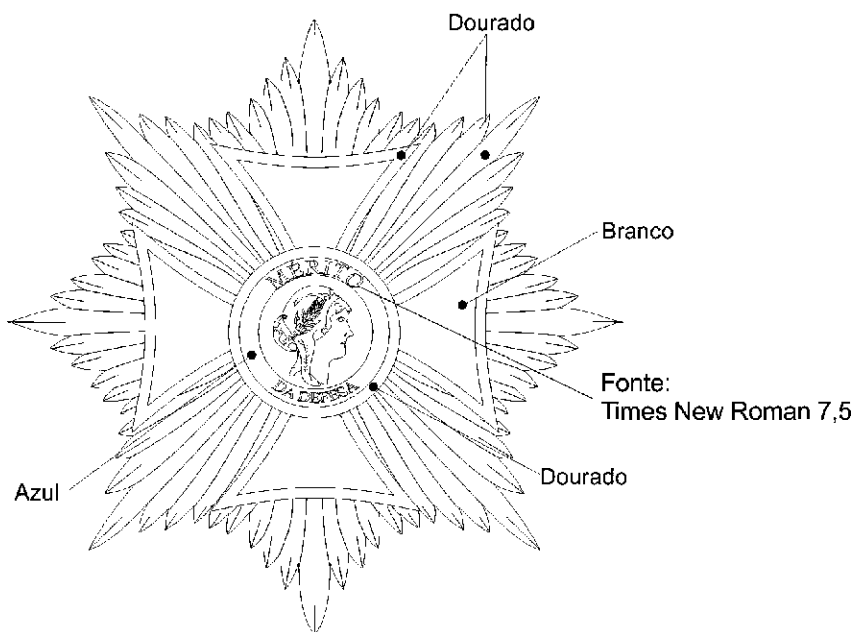 Dourado
Branco
MÉRITO
DA DEFESA
Fonte:
Times New Roman 7,5
Dourado
Azul